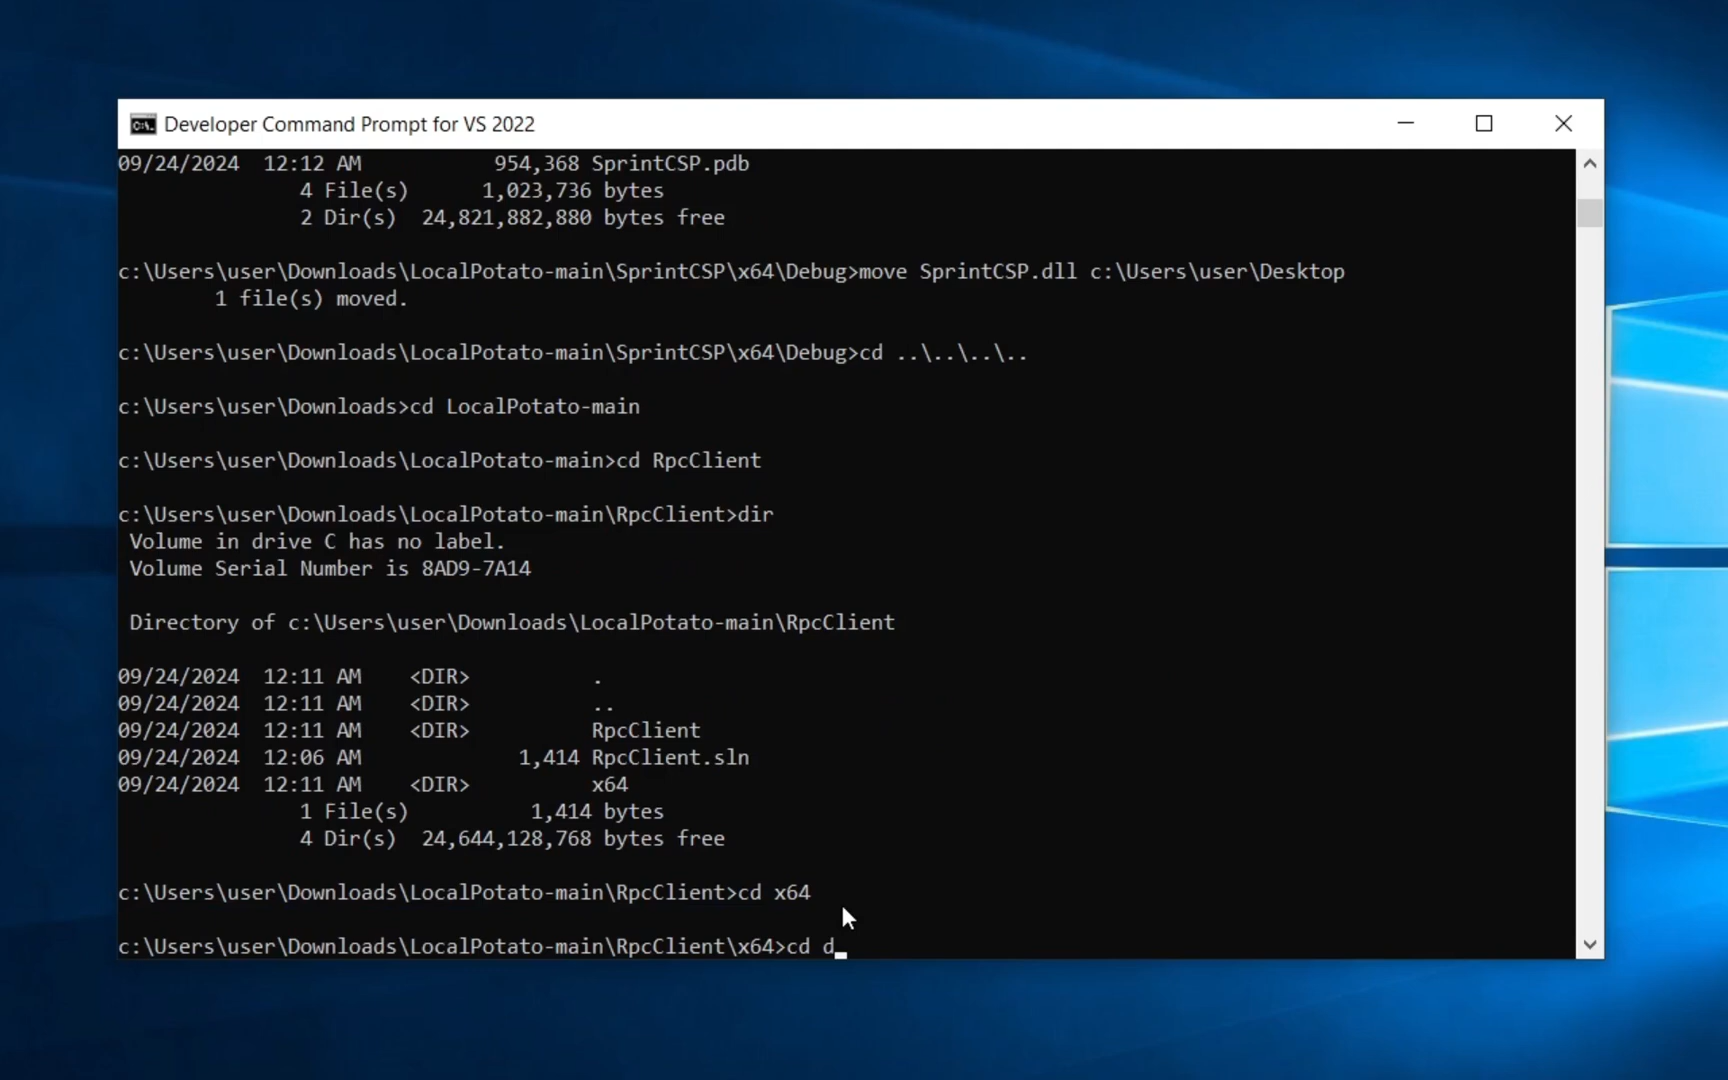 Developer Command Prompt for VS 2022
09/24/2024  12:12 AM           954,368 SprintCSP.pdb
               4 File(s)      1,023,736 bytes
               2 Dir(s)  24,821,882,880 bytes free
c:\Users\user\Downloads\LocalPotato-main\SprintCSP\x64\Debug>move SprintCSP.dll c:\Users\user\Desktop
        1 file(s) moved.
c:\Users\user\Downloads\LocalPotato-main\SprintCSP\x64\Debug>cd ..\..\..\..
c:\Users\user\Downloads>cd LocalPotato-main
c:\Users\user\Downloads\LocalPotato-main>cd RpcClient
c:\Users\user\Downloads\LocalPotato-main\RpcClient>dir
 Volume in drive C has no label.
 Volume Serial Number is 8AD9-7A14
 Directory of c:\Users\user\Downloads\LocalPotato-main\RpcClient
09/24/2024  12:11 AM    <DIR>          .
09/24/2024  12:11 AM    <DIR>          ..
09/24/2024  12:11 AM    <DIR>          RpcClient
09/24/2024  12:06 AM             1,414 RpcClient.sln
09/24/2024  12:11 AM    <DIR>          x64
               1 File(s)          1,414 bytes
               4 Dir(s)  24,644,128,768 bytes free
c:\Users\user\Downloads\LocalPotato-main\RpcClient>cd x64
c:\Users\user\Downloads\LocalPotato-main\RpcClient\x64>cd d